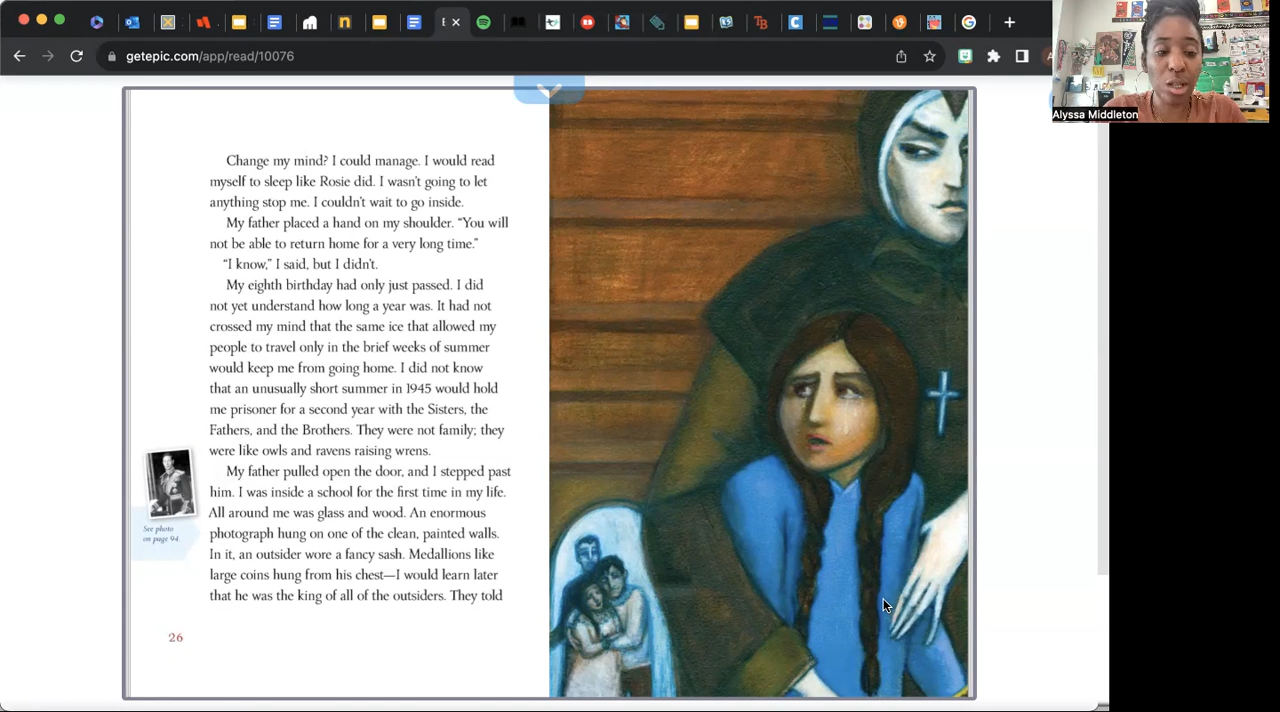 getepic.com/app/read/10076
Alyssa Middleton
Change my mind? I could manage. I would read
myself to sleep like Rosie did. I wasn't going to let
anything stop me. I couldn't wait to go inside.
My father placed a hand on my shoulder. “You will
not be able to return home for a very long time.”
“I know,” I said, but I didn't.
My eighth birthday had only just passed. I did
not yet understand how long a year was. It had not
crossed my mind that the same ice that allowed my
people to travel only in the brief weeks of summer
would keep me from going home. I did not know
that an unusually short summer in 1945 would hold
me prisoner for a second year with the Sisters, the
Fathers, and the Brothers. They were not family; they
were like owls and ravens raising wrens.
My father pulled open the door, and I stepped past
him. I was inside a school for the first time in my life.
All around me was glass and wood. An enormous
photograph hung on one of the clean, painted walls.
In it, an outsider wore a fancy sash. Medallions like
large coins hung from his chest—I would learn later
that he was the king of all of the outsiders. They told
See photo
on page 94.
26